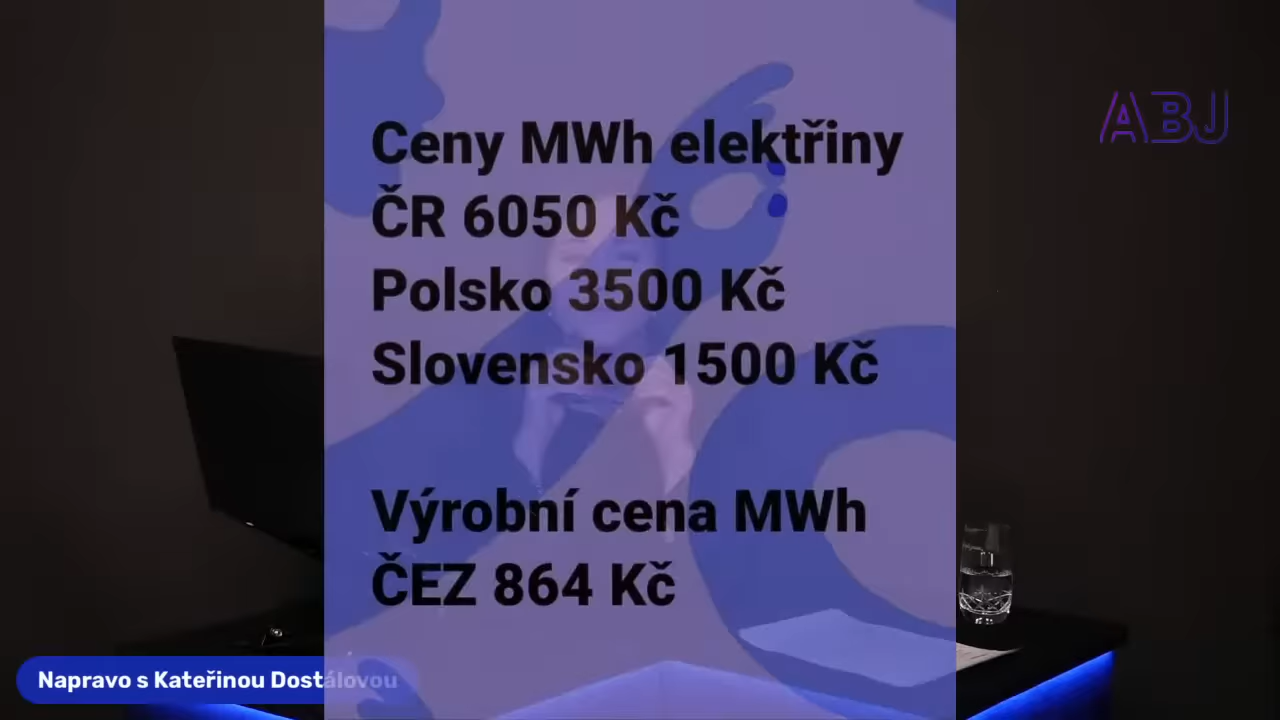 ABJ
Ceny MWh elektřiny
ČR 6050 Kč
Polsko 3500 Kč
Slovensko 1500 Kč
Výrobní cena MWh
ČEZ 864 Kč
Napravo s Kateřinou Dostálovou